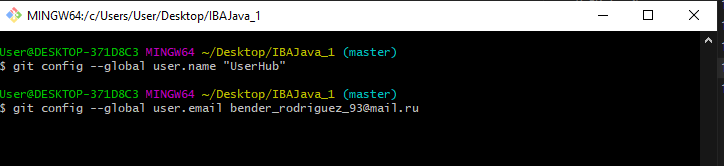 MINGW64:/c/Users/User/Desktop/IBAJava_1
User@DESKTOP-371D8C3 MINGW64 ~/Desktop/IBAJava_1 (master)
$ git config --global user.name "UserHub"
User@DESKTOP-371D8C3 MINGW64 ~/Desktop/IBAJava_1 (master)
$ git config --global user.email bender_rodriguez_93@mail.ru